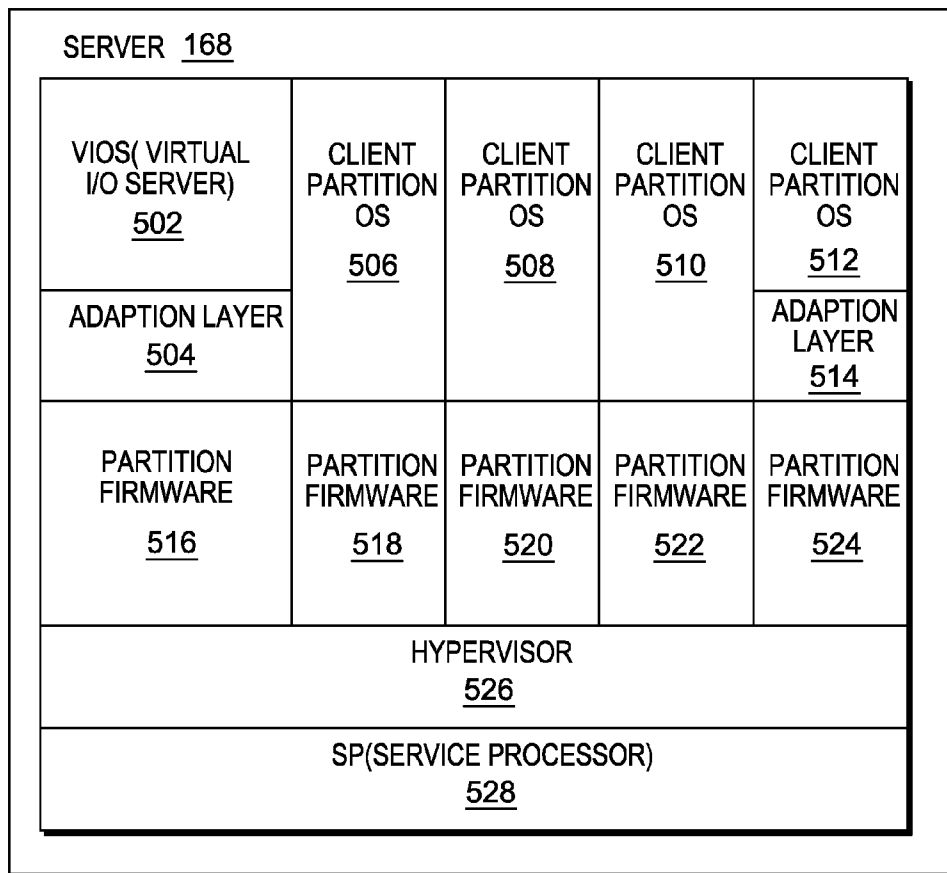 SERVER 168
VIOS( VIRTUAL
I/O SERVER)
502
CLIENT
PARTITION
OS
506
CLIENT
PARTITION
OS
508
CLIENT
PARTITION
OS
510
CLIENT
PARTITION
OS
512
ADAPTION LAYER
504
ADAPTION
LAYER
514
PARTITION
FIRMWARE
516
PARTITION
FIRMWARE
518
PARTITION
FIRMWARE
520
PARTITION
FIRMWARE
522
PARTITION
FIRMWARE
524
HYPERVISOR
526
SP(SERVICE PROCESSOR)
528